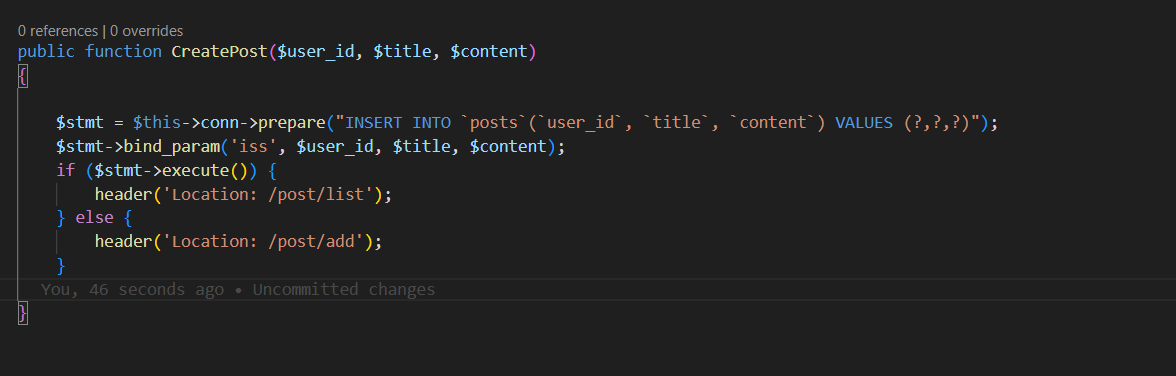 0 references | 0 overrides
public function CreatePost($user_id, $title, $content)
{
$stmt = $this->conn->prepare("INSERT INTO `posts`(`user_id`, `title`, `content`) VALUES (?,?,?)");
$stmt->bind_param('iss', $user_id, $title, $content);
if ($stmt->execute()) {
header('Location: /post/list');
} else {
header('Location: /post/add');
}
You, 46 seconds ago • Uncommitted changes
}